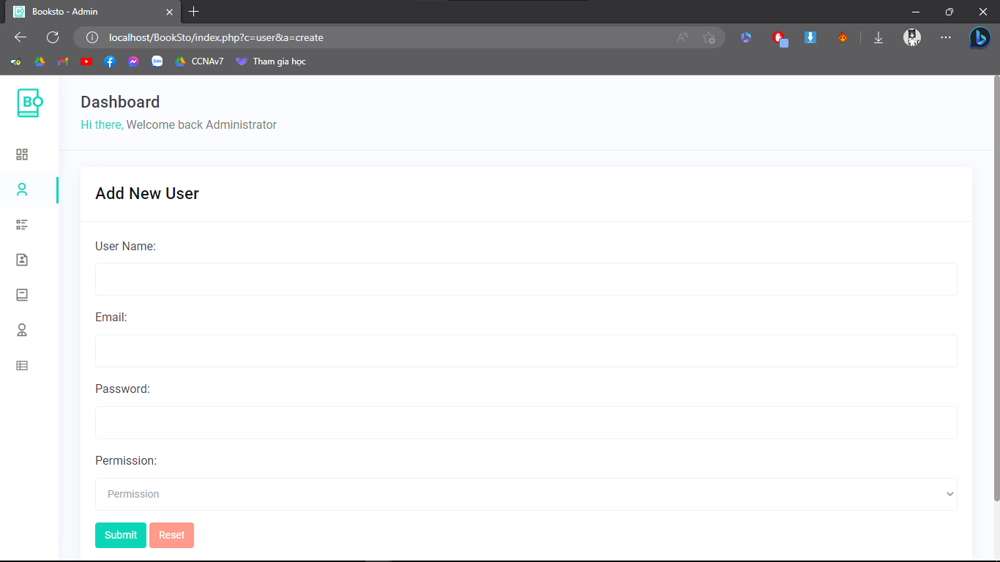 Booksto - Admin
localhost/BookSto/index.php?c=user&a=create
Zalo
CCNAv7
Tham gia học
BO
Dashboard
Hi there, Welcome back Administrator
Add New User
User Name:
Email:
Password:
Permission:
Permission
Submit
Reset